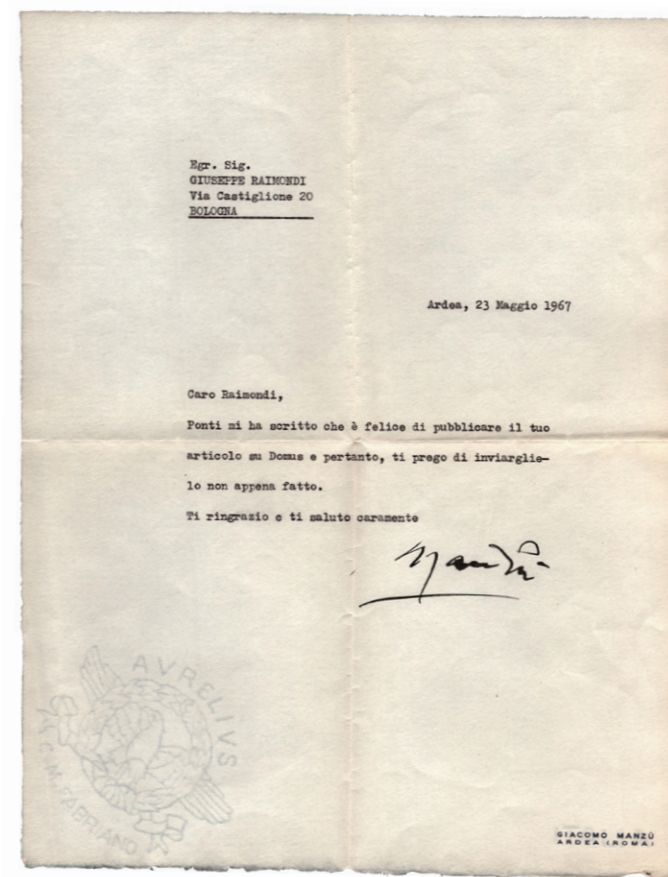 Egr. Sig.
GIUSEPPE RAIMONDI
Via Castiglione 20
BOLOGNA
Ardea, 23 Maggio 1967
Caro Raimondi,
Ponti mi ha scritto che è felice di pubblicare il tuo
articolo su Domus e pertanto, ti prego di inviarglie-
lo non appena fatto.
Ti ringrazio e ti saluto caramente
Manzù
AVRELIVS
C. M. FABRIANO
GIACOMO MANZÙ
ARDEA (ROMA)